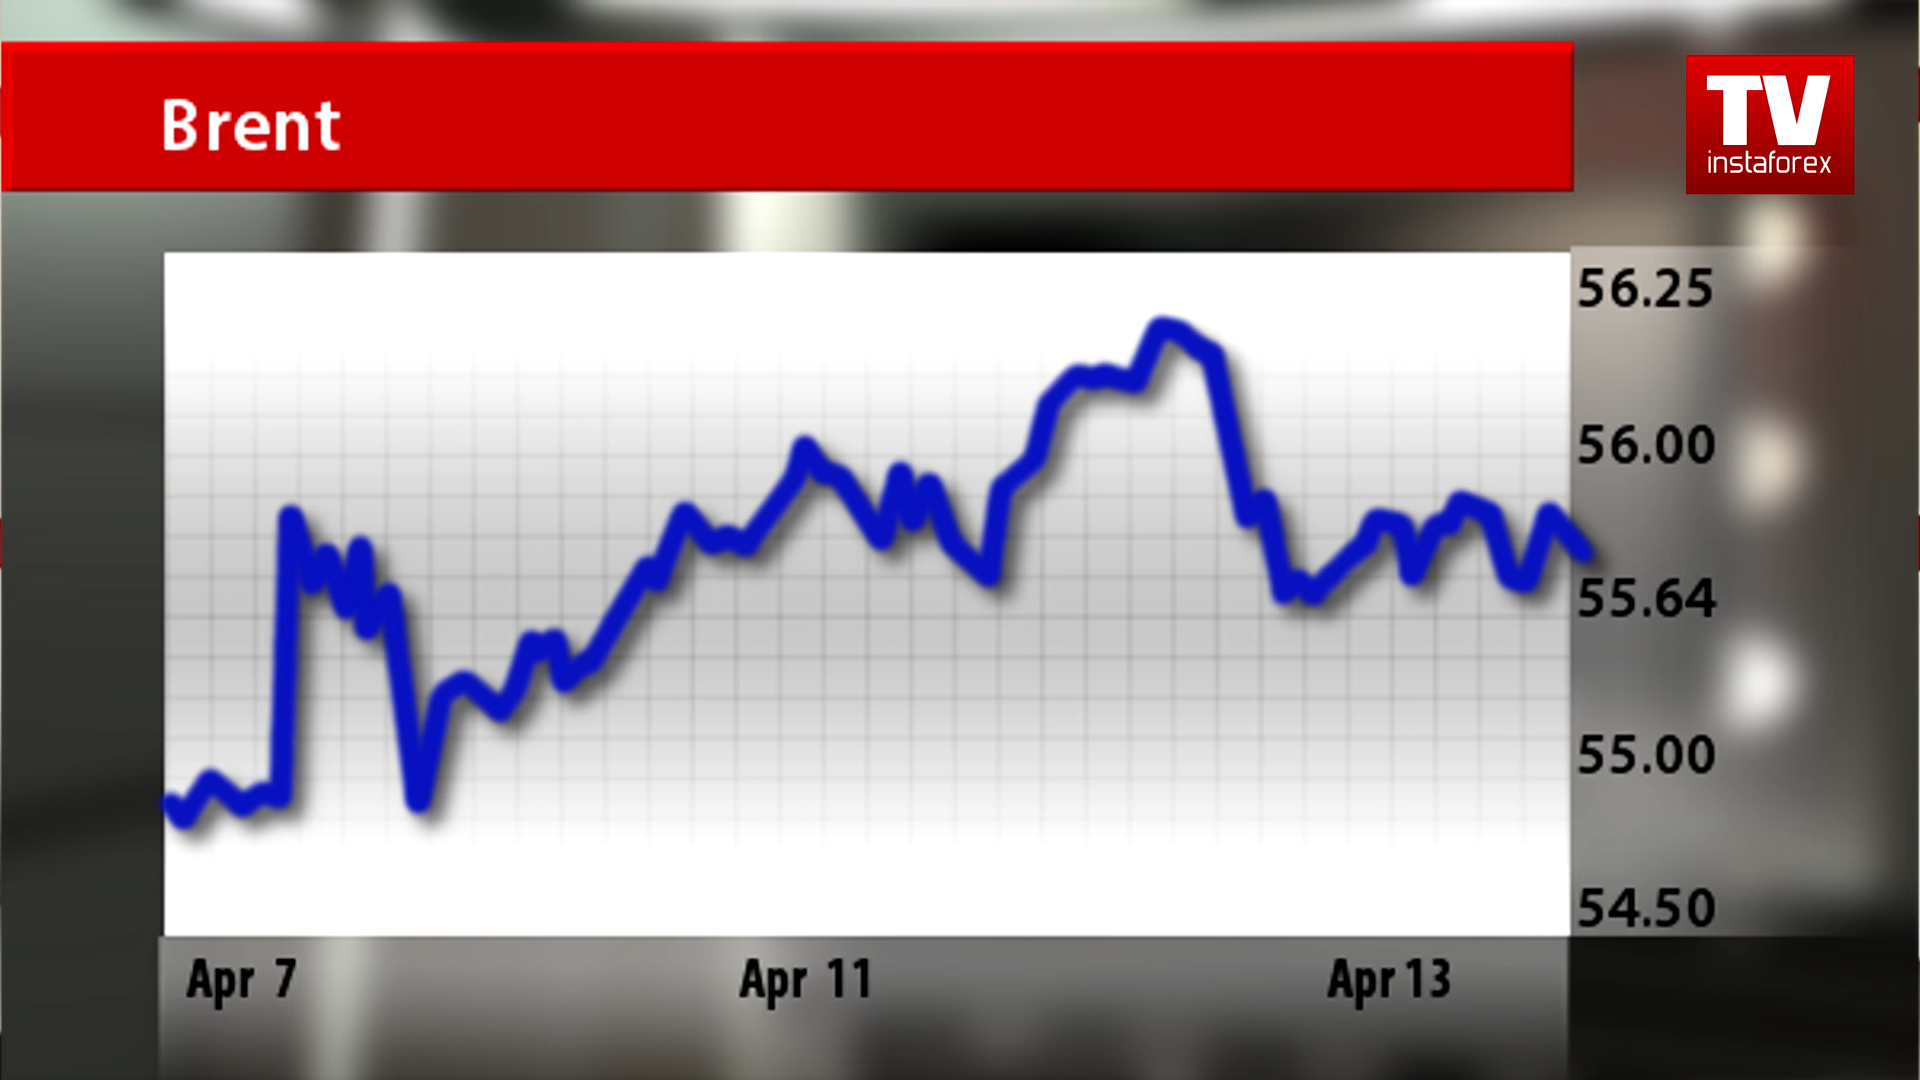 Brent
TV
instaforex
56.25
56.00
55.64
55.00
54.50
Apr 7
Apr 11
Apr 13